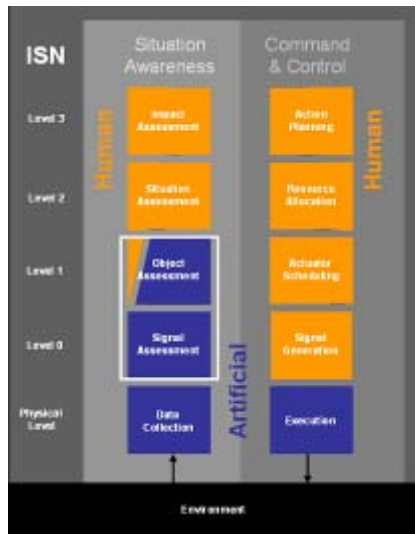 ISN
Situation
Awareness
Command
& Control
Level 3
Impact
Assessment
Action
Planning
Human
Human
Level 2
Situation
Assessment
Resource
Allocation
Level 1
Object
Assessment
Actuator
Scheduling
Level 0
Signal
Assessment
Signal
Generation
Artificial
Physical
Level
Data
Collection
Execution
Environment